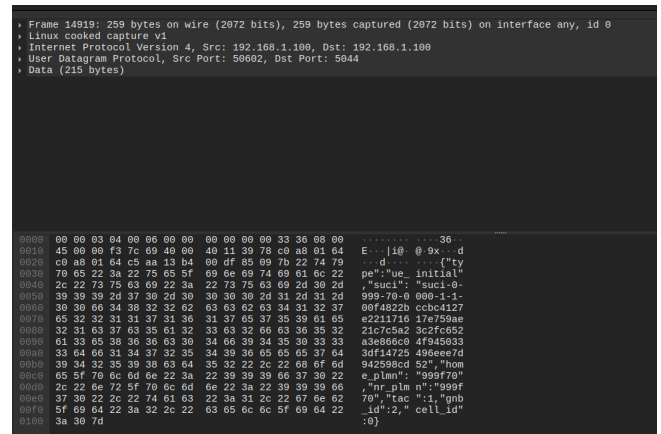 Frame 14919: 259 bytes on wire (2072 bits), 259 bytes captured (2072 bits) on interface any, id 0
Linux cooked capture v1
Internet Protocol Version 4, Src: 192.168.1.100, Dst: 192.168.1.100
User Datagram Protocol, Src Port: 50602, Dst Port: 5044
Data (215 bytes)
0000 00 00 03 04 00 06 00 00 00 00 00 00 33 36 08 00 ········ ····36··
0010 45 00 00 f3 7c 69 40 00 40 11 39 78 c0 a8 01 64 E···|i@· @·9x···d
0020 c0 a8 01 64 c5 aa 13 b4 00 df 85 09 7b 22 74 79 ···d···· ····{"ty
0030 70 65 22 3a 22 75 65 5f 69 6e 69 74 69 61 6c 22 pe":"ue_ initial"
0040 2c 22 73 75 63 69 22 3a 22 73 75 63 69 2d 30 2d ,"suci": "suci-0-
0050 39 39 39 2d 37 30 2d 30 30 30 30 2d 31 2d 31 2d 999-70-0 000-1-1-
0060 30 30 66 34 38 32 32 62 63 63 62 63 34 31 32 37 00f4822b ccbc4127
0070 65 32 32 31 31 37 31 36 31 37 65 37 35 39 61 65 e2211716 17e759ae
0080 32 31 63 37 63 35 61 32 33 63 32 66 63 36 35 32 21c7c5a2 3c2fc652
0090 61 33 65 38 36 36 63 30 34 66 39 34 35 30 33 33 a3e866c0 4f945033
00a0 33 64 66 31 34 37 32 35 34 39 36 65 65 65 37 64 3df14725 496eee7d
00b0 39 34 32 35 39 38 63 64 35 32 22 2c 22 68 6f 6d 942598cd 52","hom
00c0 65 5f 70 6c 6d 6e 22 3a 22 39 39 39 66 37 30 22 e_plmn": "999f70"
00d0 2c 22 6e 72 5f 70 6c 6d 6e 22 3a 22 39 39 39 66 ,"nr_plm n":"999f
00e0 37 30 22 2c 22 74 61 63 22 3a 31 2c 22 67 6e 62 70","tac ":1,"gnb
00f0 5f 69 64 22 3a 32 2c 22 63 65 6c 6c 5f 69 64 22 _id":2," cell_id"
0100 3a 30 7d :0}